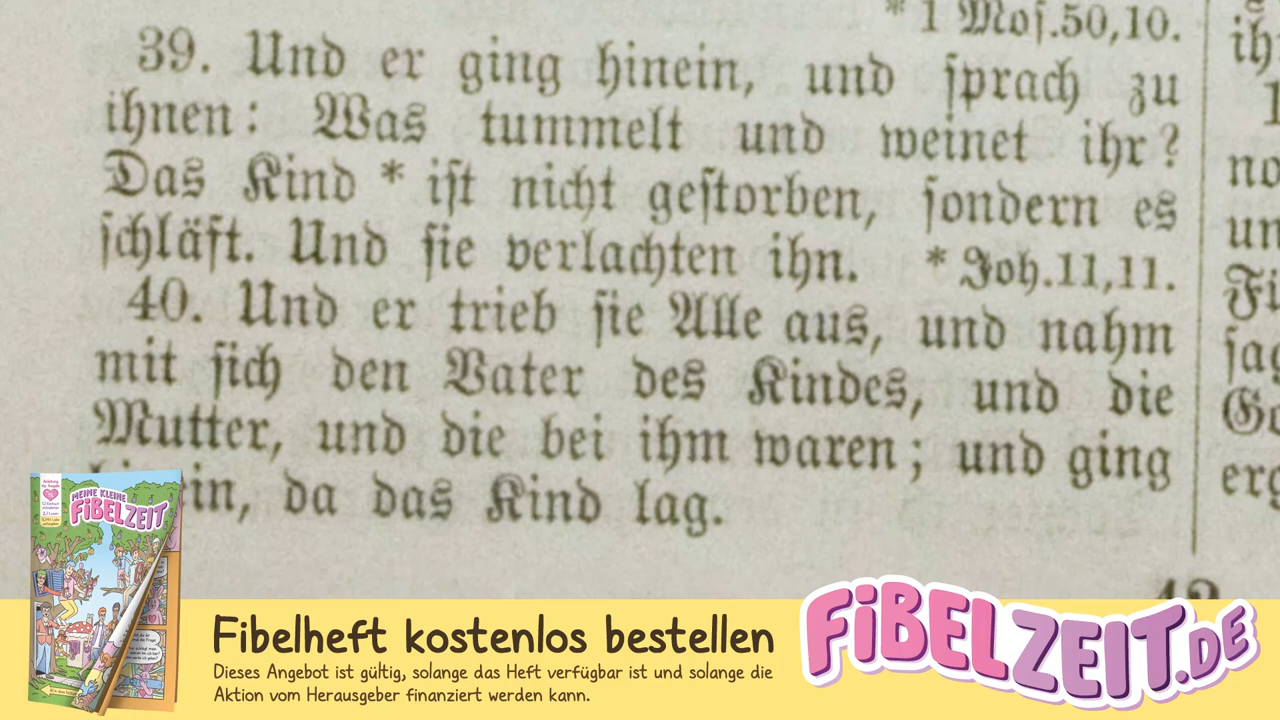 * 1 Mos.50,10.
39. Und er ging hinein, und sprach zu
ihnen: Was tummelt und weinet ihr?
Das Kind * ist nicht gestorben, sondern es
schläft. Und sie verlachten ihn. * Joh.11,11.
40. Und er trieb sie Alle aus, und nahm
mit sich den Vater des Kindes, und die
Mutter, und die bei ihm waren; und ging
in, da das Kind lag.
MEINE KLEINE
FiBELZEIT
Fibelheft kostenlos bestellen
Dieses Angebot ist gültig, solange das Heft verfügbar ist und solange die
Aktion vom Herausgeber finanziert werden kann.
FiBELZEIT.DE